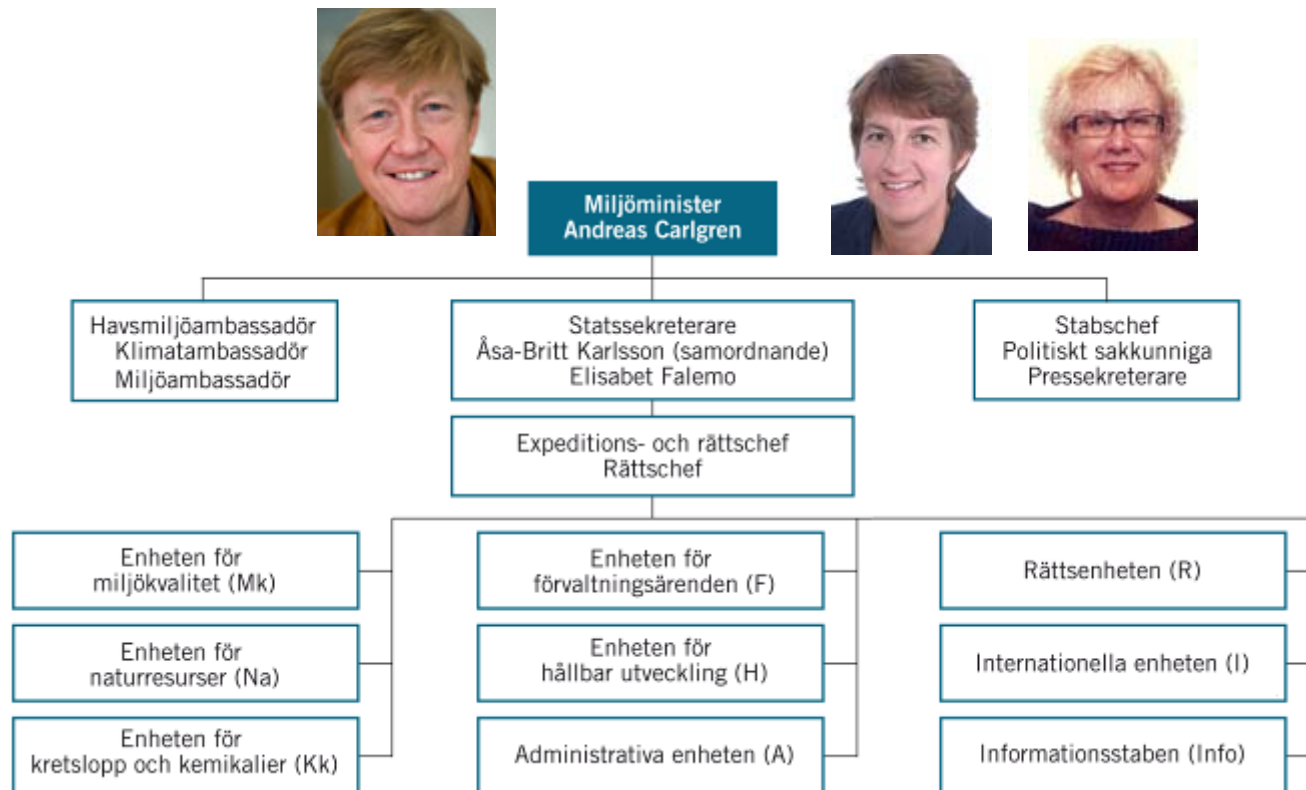 Miljöminister
Andreas Carlgren
Havsmiljöambassadör
Klimatambassadör
Miljöambassadör
Statssekreterare
Åsa-Britt Karlsson (samordnande)
Elisabet Falemo
Stabschef
Politiskt sakkunniga
Pressekreterare
Expeditions- och rättschef
Rättschef
Enheten för
miljökvalitet (Mk)
Enheten för
förvaltningsärenden (F)
Rättsenheten (R)
Enheten för
naturresurser (Na)
Enheten för
hållbar utveckling (H)
Internationella enheten (I)
Enheten för
kretslopp och kemikalier (Kk)
Administrativa enheten (A)
Informationsstaben (Info)